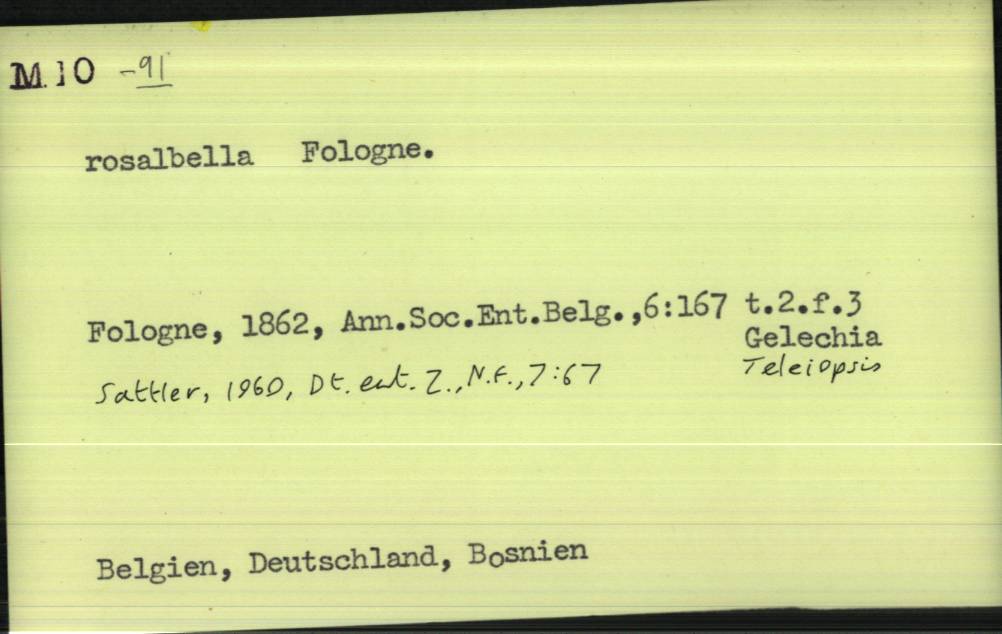 M.10 -91
rosalbella Fologne.
Fologne, 1862, Ann.Soc.Ent.Belg.,6:167 t.2.f.3
Gelechia
Sattler, 1960, Dt. ent. Z., N.F., 7:67 Teleiopsis
Belgien, Deutschland, Bosnien